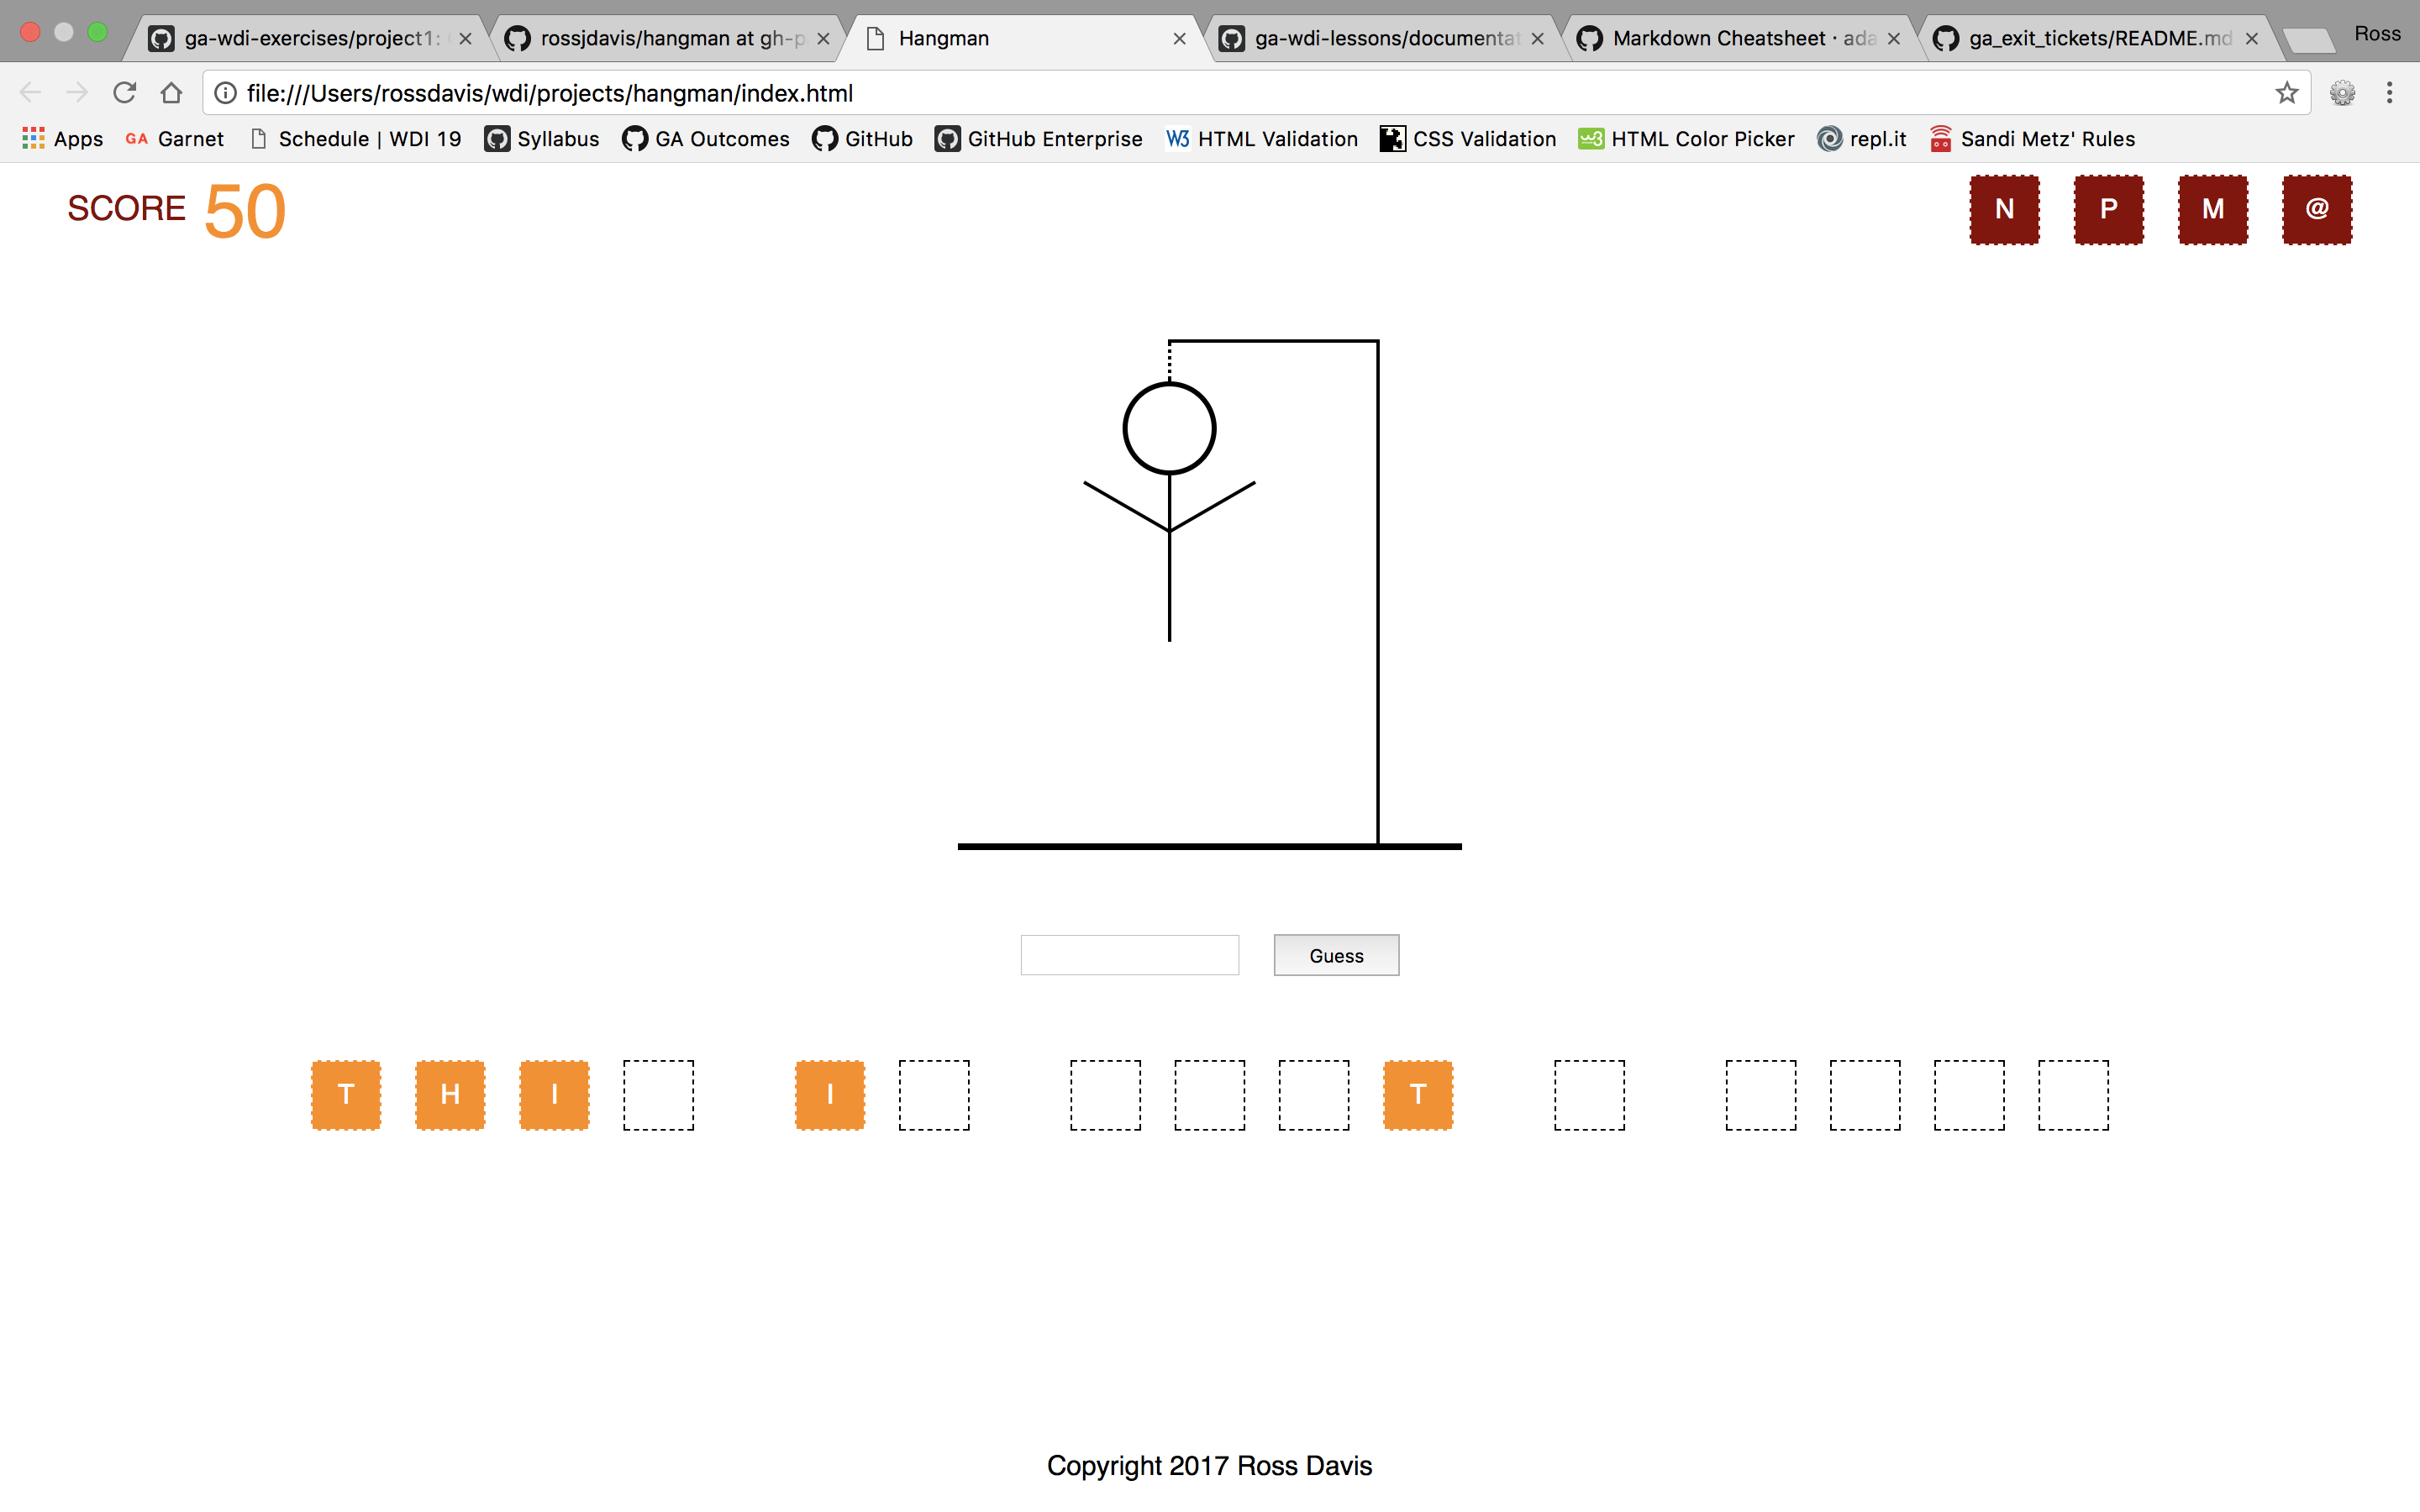 ga-wdi-exercises/project1: rossjdavis/hangman at gh-p Hangman ga-wdi-lessons/documentat Markdown Cheatsheet · ada ga_exit_tickets/README.md Ross
file:///Users/rossdavis/wdi/projects/hangman/index.html
Apps GA Garnet Schedule | WDI 19 Syllabus GA Outcomes GitHub GitHub Enterprise W3 HTML Validation CSS Validation w3 HTML Color Picker repl.it Sandi Metz' Rules
SCORE 50 N P M @
Guess
T H I I T
Copyright 2017 Ross Davis